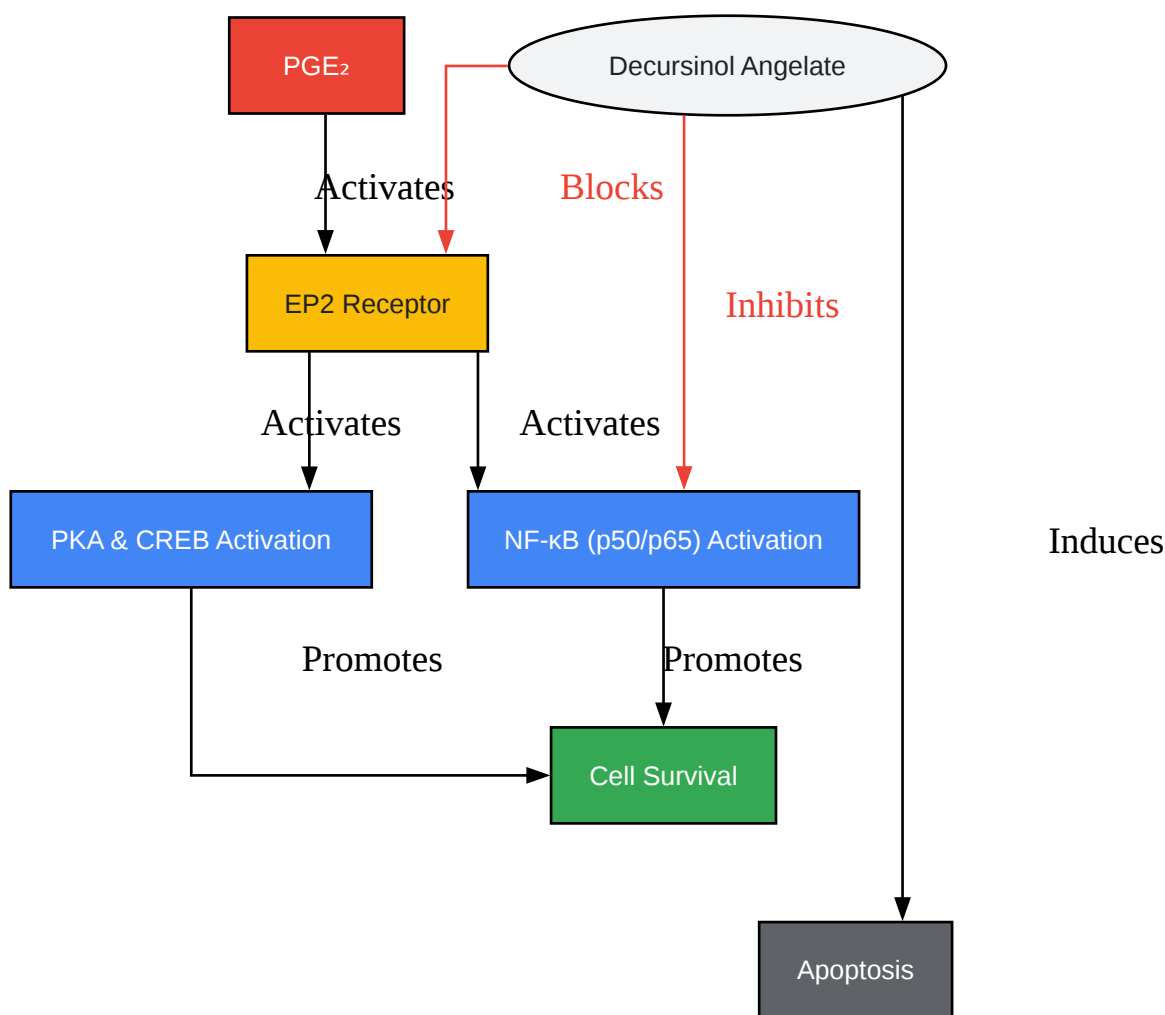 PGE₂
Decursinol Angelate
Activates
Blocks
EP2 Receptor
Inhibits
Activates
Activates
PKA & CREB Activation
NF-κB (p50/p65) Activation
Induces
Promotes
Promotes
Cell Survival
Apoptosis